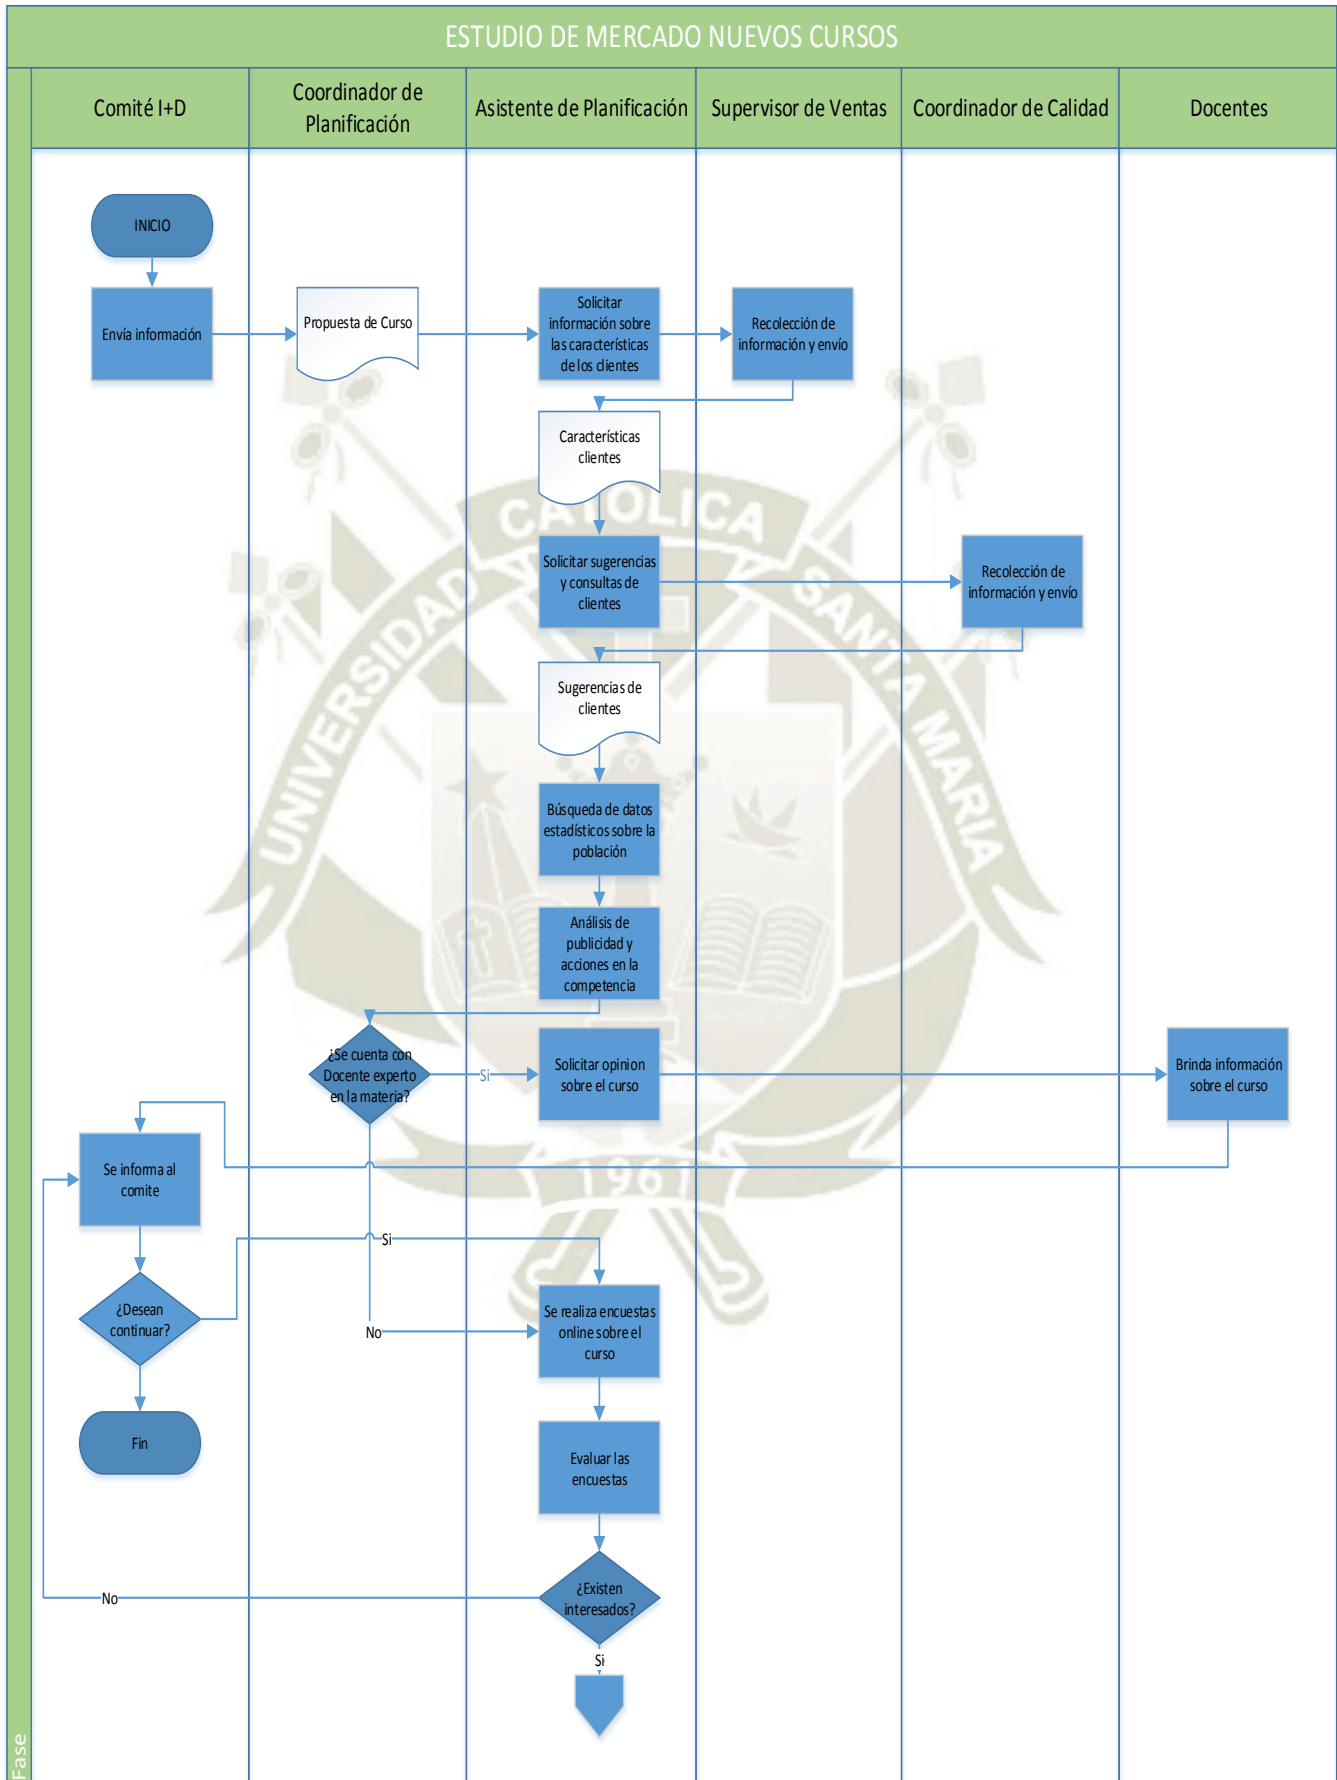 ESTUDIO DE MERCADO NUEVOS CURSOS
Comité I+D
Coordinador de
Planificación
Asistente de Planificación
Supervisor de Ventas
Coordinador de Calidad
Docentes
INICIO
Envía información
Propuesta de Curso
Solicitar
información sobre
las características
de los clientes
Recolección de
información y envío
Características
clientes
Solicitar sugerencias
y consultas de
clientes
Recolección de
información y envío
Sugerencias de
clientes
Búsqueda de datos
estadísticos sobre la
población
Análisis de
publicidad y
acciones en la
competencia
¿Se cuenta con
Docente experto
en la materia?
Si
Solicitar opinion
sobre el curso
Brinda información
sobre el curso
Se informa al
comite
Si
¿Desean
continuar?
No
Se realiza encuestas
online sobre el
curso
Fin
Evaluar las
encuestas
¿Existen
interesados?
No
Si
Fase
UNIVERSIDAD
CATOLICA
SANTA MARIA
1961